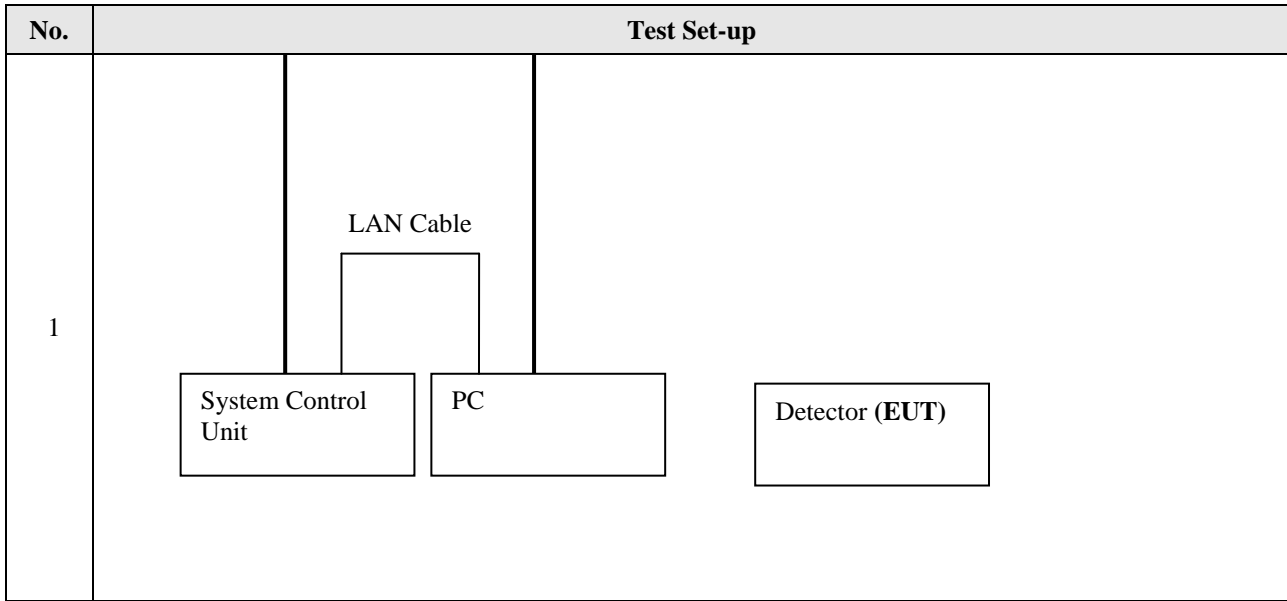 No.
Test Set-up
LAN Cable
1
System Control
Unit
PC
Detector (EUT)